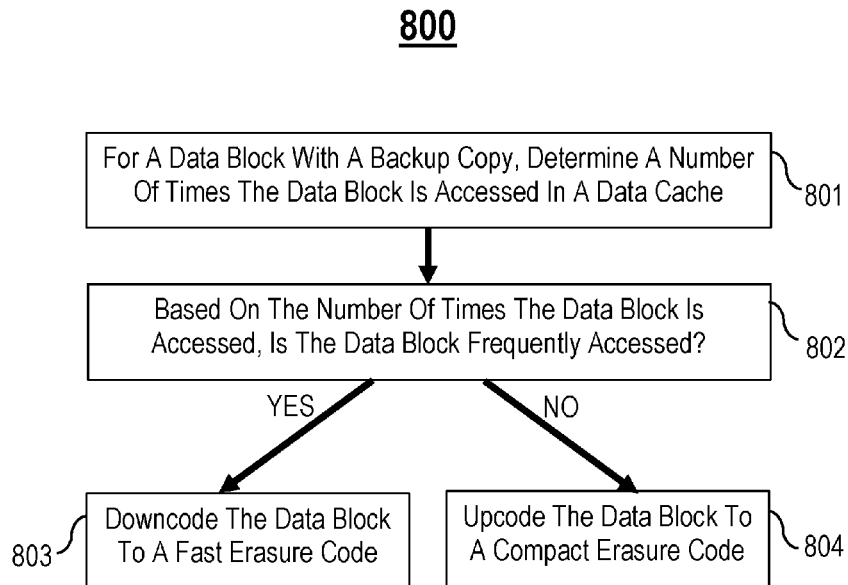 800
For A Data Block With A Backup Copy, Determine A Number
Of Times The Data Block Is Accessed In A Data Cache
801
Based On The Number Of Times The Data Block Is
Accessed, Is The Data Block Frequently Accessed?
802
YES
NO
Downcode The Data Block
To A Fast Erasure Code
803
Upcode The Data Block To
A Compact Erasure Code
804